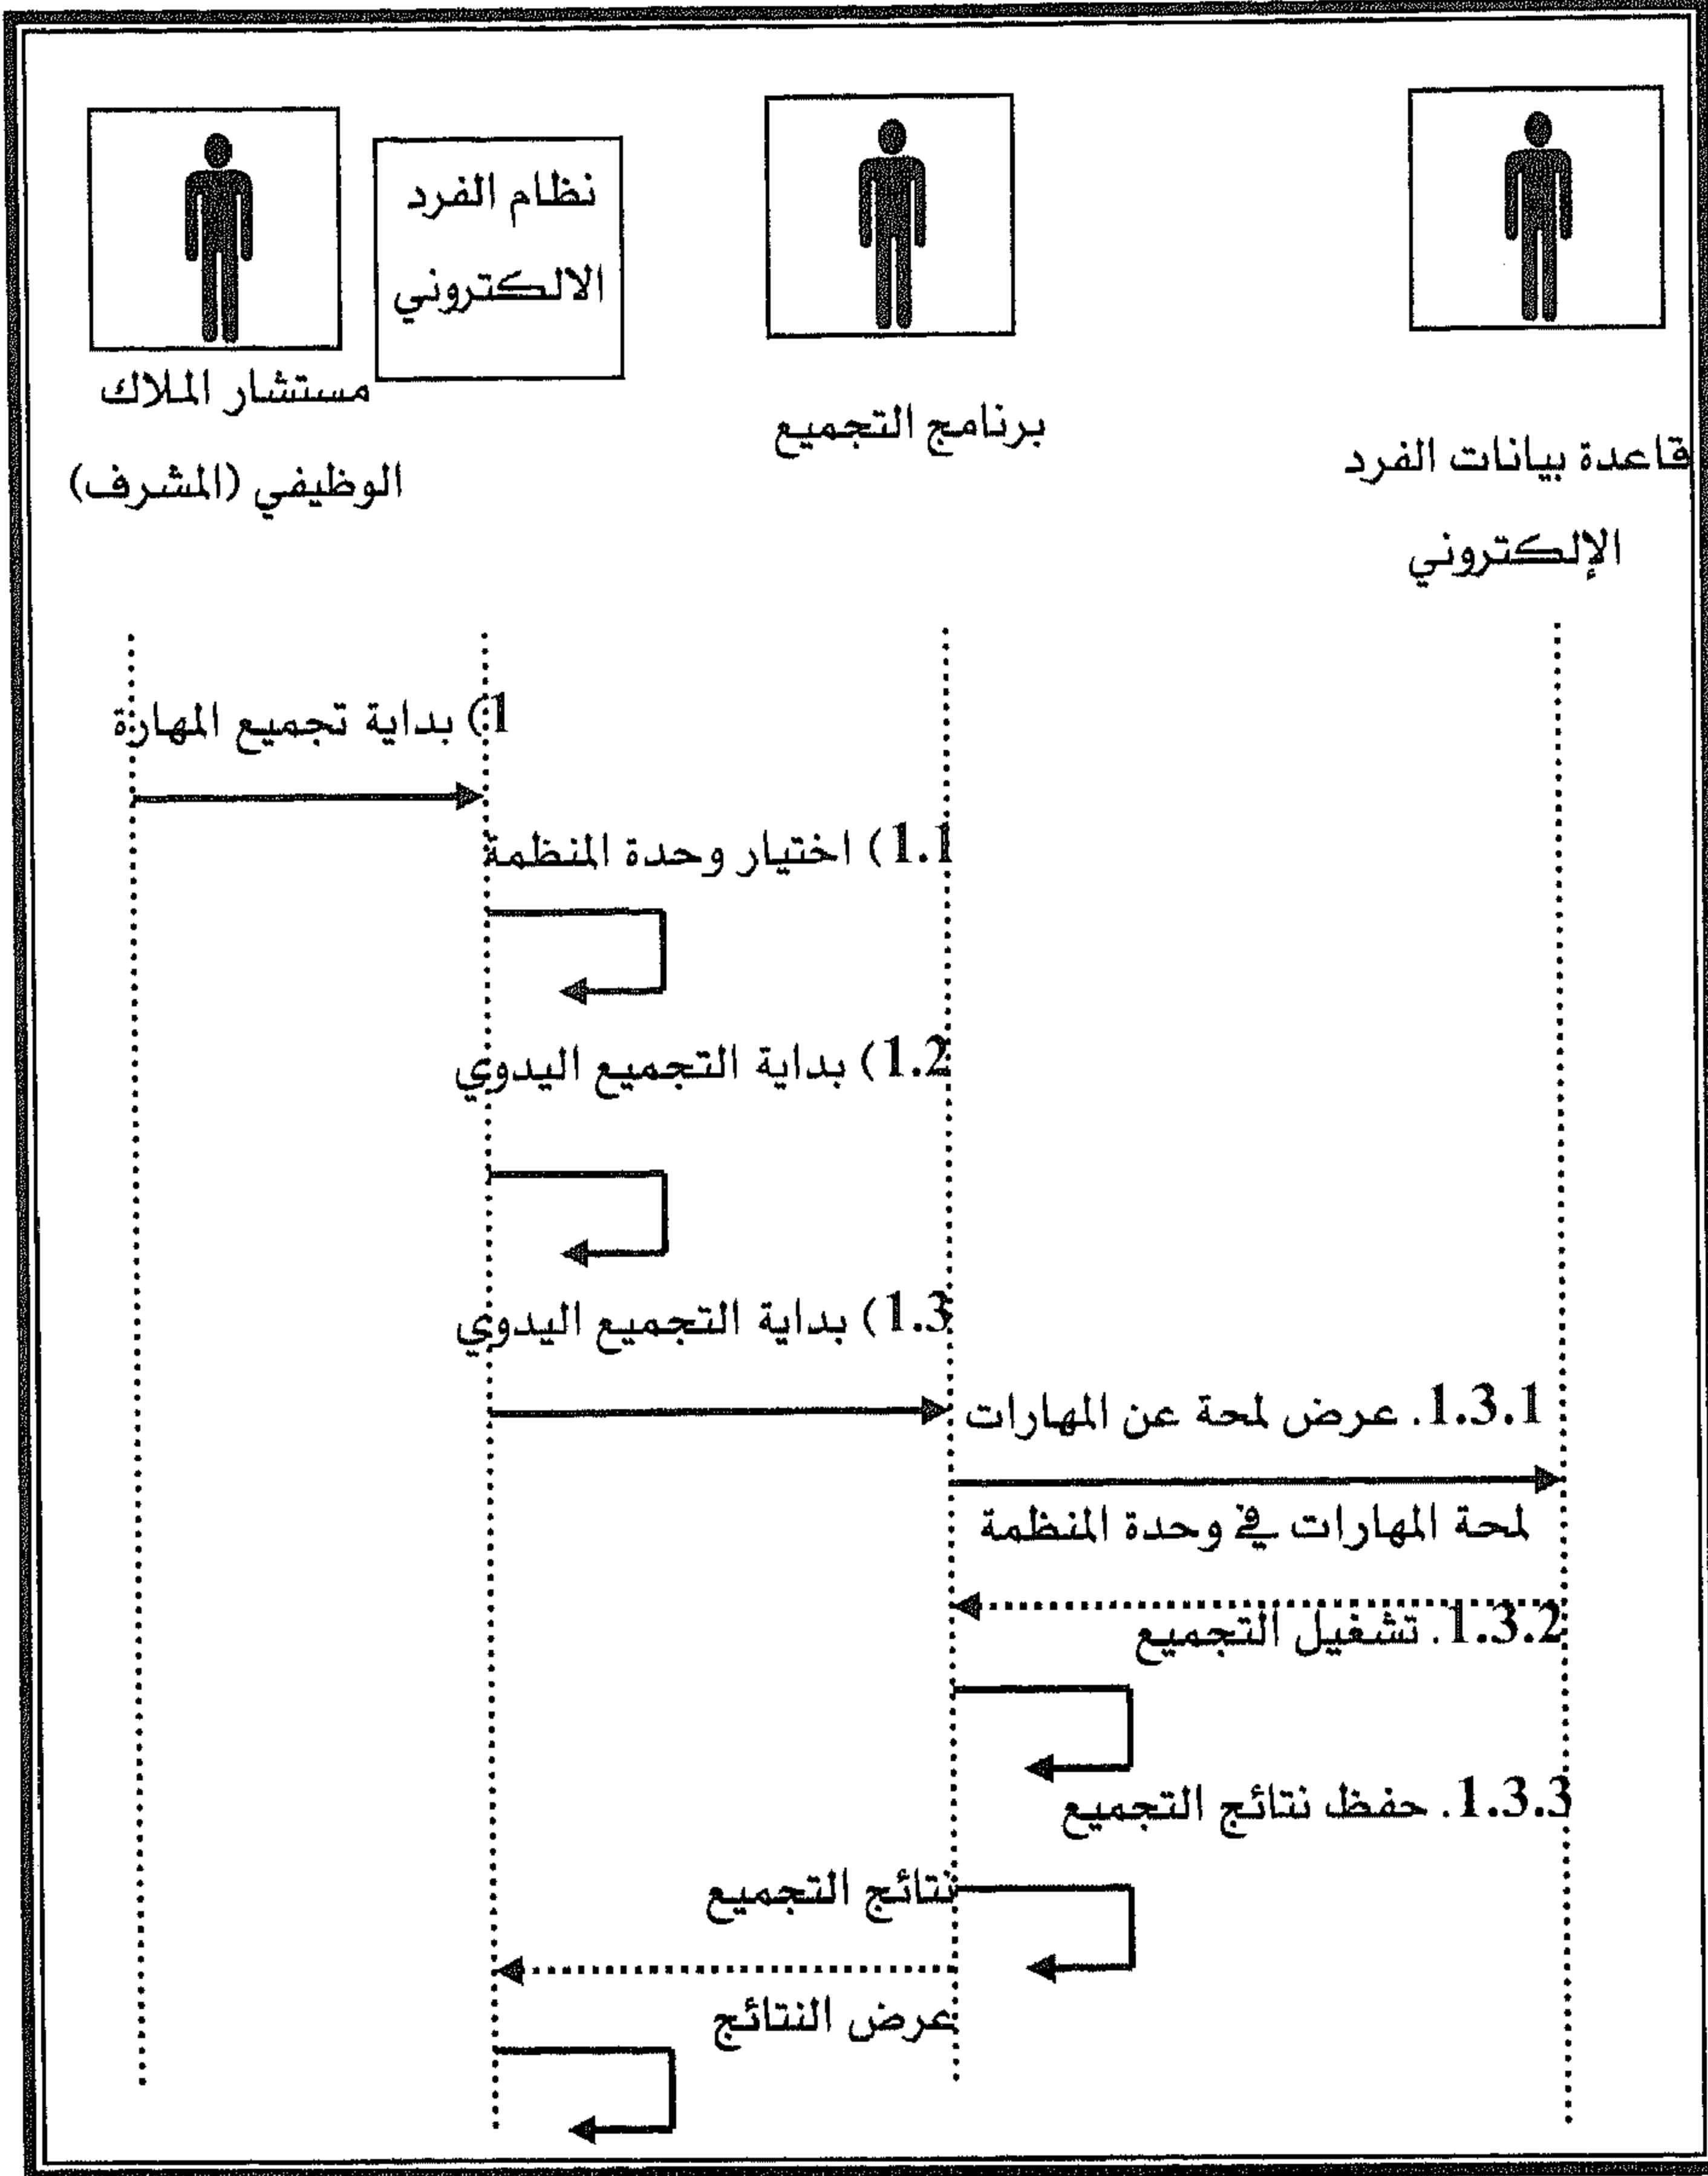 نظام الفرد
الالكتروني
مستشار الملاك
الوظيفي (المشرف)
برنامج التجميع
قاعدة بيانات الفرد
الإلكتروني
1) بداية تجميع المهارة
1.1) اختيار وحدة المنظمة
1.2) بداية التجميع اليدوي
1.3) بداية التجميع اليدوي
1.3.1. عرض لمحة عن المهارات
لمحة المهارات في وحدة المنظمة
1.3.2. تشغيل التجميع
1.3.3. حفظ نتائج التجميع
نتائج التجميع
عرض النتائج